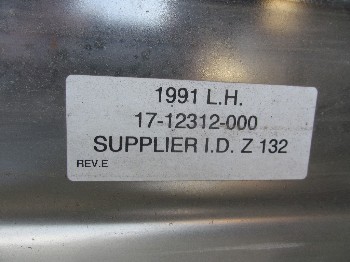 1991 L.H.
17-12312-000
SUPPLIER I.D. Z 132
REV.E